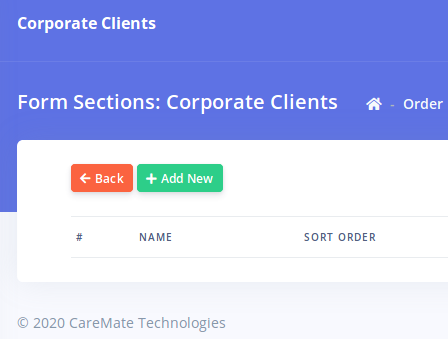 Corporate Clients
Form Sections: Corporate Clients - Order
Back Add New
# NAME SORT ORDER
© 2020 CareMate Technologies